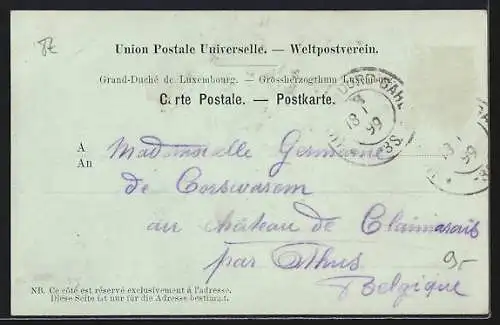 Union Postale Universelle. — Weltpostverein.
Grand-Duché de Luxembourg. — Grossherzogthum Luxemburg.
Carte Postale. — Postkarte.
A Mademoiselle Germaine
An
de Corswarem
au château de Claimarais
par Athus
Belgique
9.-
NB. Ce côté est réservé exclusivement à l'adresse.
Diese Seite ist nur für die Adresse bestimmt.